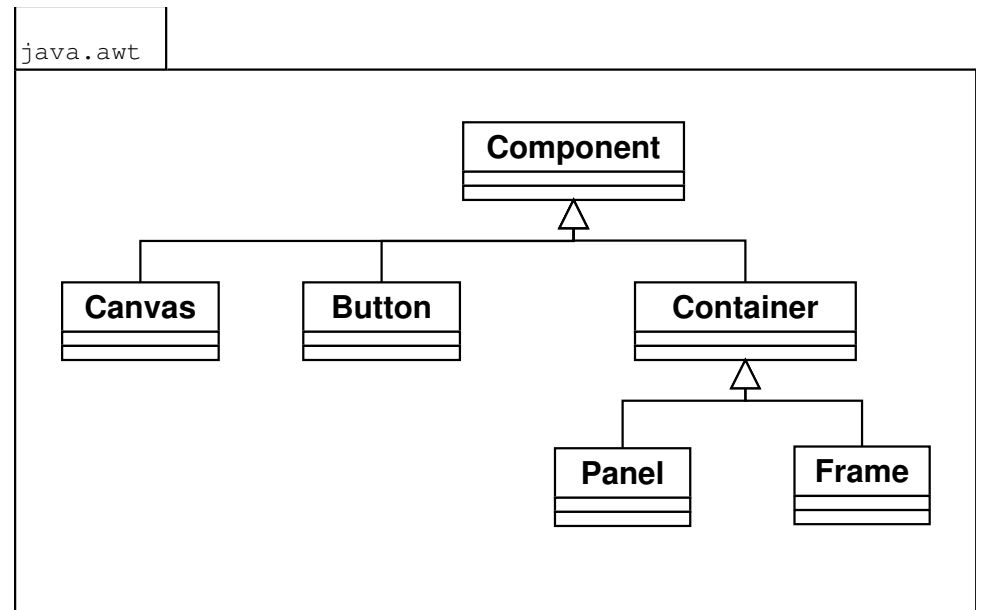 java.awt
Component
Canvas
Button
Container
Panel
Frame